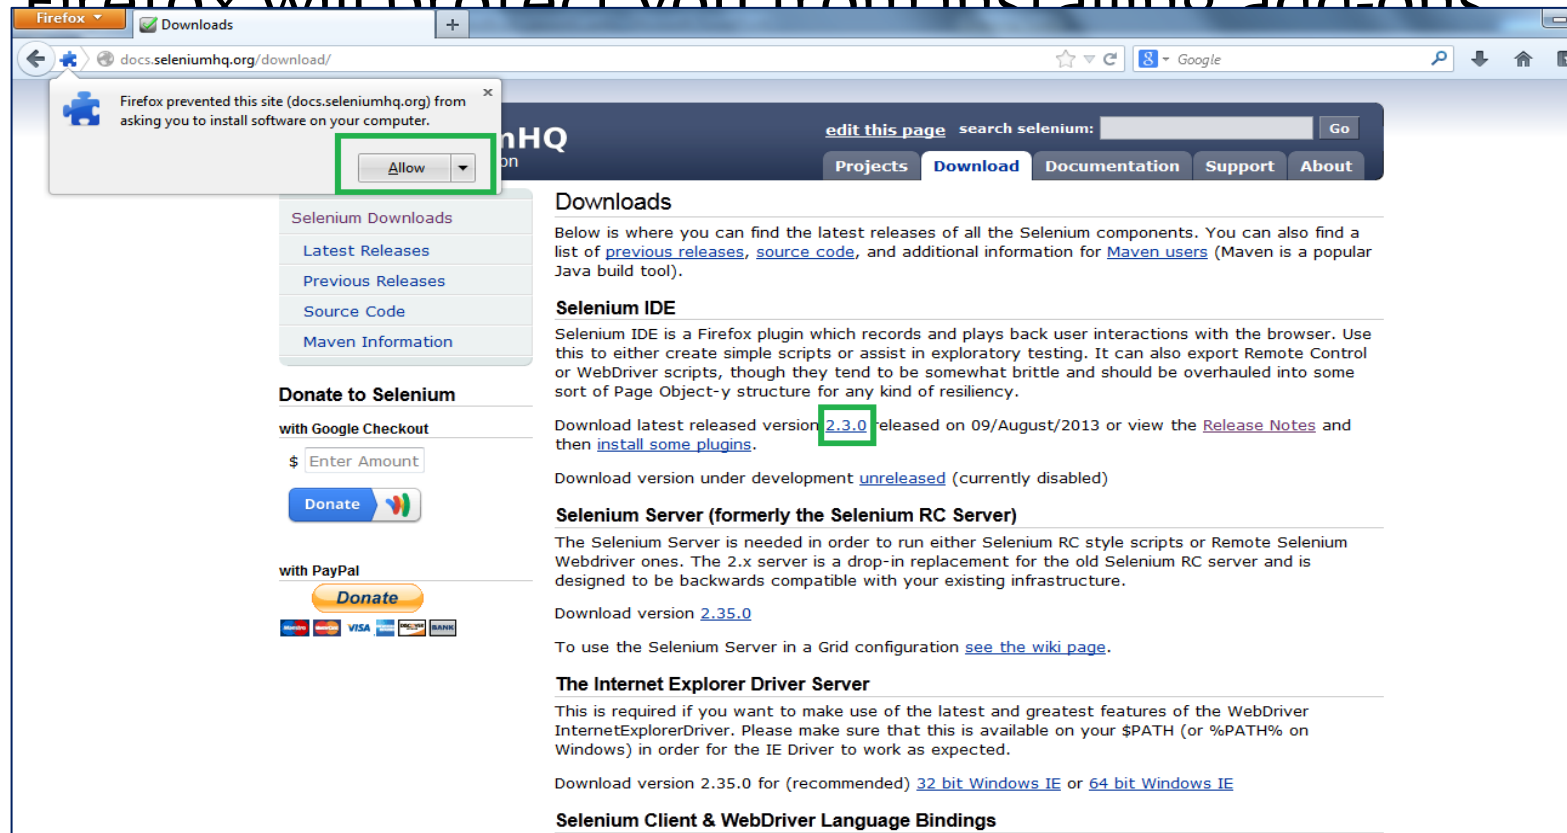 Firefox will protect you from installing add-ons
Firefox
Downloads
docs.seleniumhq.org/download/
Google
Firefox prevented this site (docs.seleniumhq.org) from
asking you to install software on your computer.
Allow
HQ
edit this page search selenium:
Go
Projects Download Documentation Support About
Selenium Downloads
Latest Releases
Previous Releases
Source Code
Maven Information
Donate to Selenium
with Google Checkout
$ Enter Amount
Donate
with PayPal
Donate
VISA
BANK
Downloads
Below is where you can find the latest releases of all the Selenium components. You can also find a
list of previous releases, source code, and additional information for Maven users (Maven is a popular
Java build tool).
Selenium IDE
Selenium IDE is a Firefox plugin which records and plays back user interactions with the browser. Use
this to either create simple scripts or assist in exploratory testing. It can also export Remote Control
or WebDriver scripts, though they tend to be somewhat brittle and should be overhauled into some
sort of Page Object-y structure for any kind of resiliency.
Download latest released version 2.3.0 released on 09/August/2013 or view the Release Notes and
then install some plugins.
Download version under development unreleased (currently disabled)
Selenium Server (formerly the Selenium RC Server)
The Selenium Server is needed in order to run either Selenium RC style scripts or Remote Selenium
Webdriver ones. The 2.x server is a drop-in replacement for the old Selenium RC server and is
designed to be backwards compatible with your existing infrastructure.
Download version 2.35.0
To use the Selenium Server in a Grid configuration see the wiki page.
The Internet Explorer Driver Server
This is required if you want to make use of the latest and greatest features of the WebDriver
InternetExplorerDriver. Please make sure that this is available on your $PATH (or %PATH% on
Windows) in order for the IE Driver to work as expected.
Download version 2.35.0 for (recommended) 32 bit Windows IE or 64 bit Windows IE
Selenium Client & WebDriver Language Bindings